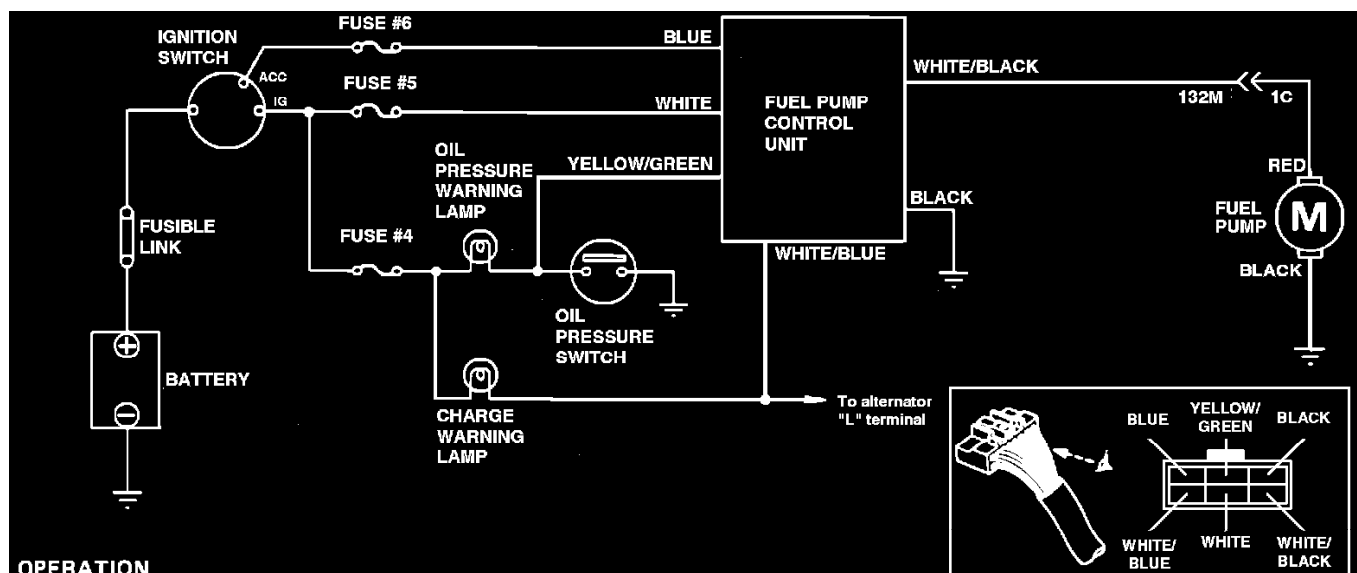 FUSE #6
IGNITION
SWITCH
BLUE
ACC
WHITE/BLACK
FUSE #5
IG
WHITE
FUEL PUMP
CONTROL
UNIT
132M
1C
OIL
PRESSURE
WARNING
LAMP
YELLOW/GREEN
RED
BLACK
FUEL
PUMP
M
FUSIBLE
LINK
FUSE #4
WHITE/BLUE
BLACK
OIL
PRESSURE
SWITCH
+
BATTERY
−
CHARGE
WARNING
LAMP
To alternator
"L" terminal
BLUE
YELLOW/
GREEN
BLACK
WHITE/
BLUE
WHITE
WHITE/
BLACK
OPERATION